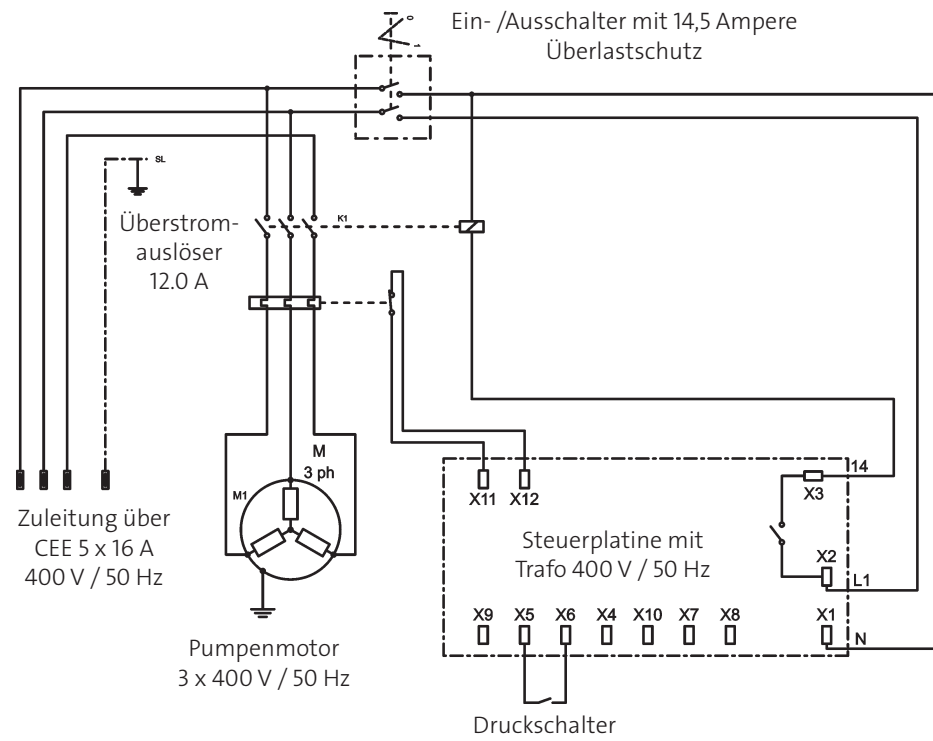 Ein- /Ausschalter mit 14,5 Ampere
Überlastschutz
0
1
SL
Überstrom-
auslöser
12.0 A
K1
M
3 ph
M1
Zuleitung über
CEE 5 x 16 A
400 V / 50 Hz
Pumpenmotor
3 x 400 V / 50 Hz
X11 X12
X3
14
Steuerplatine mit
Trafo 400 V / 50 Hz
X2
L1
X9 X5 X6 X4 X10 X7 X8 X1
N
Druckschalter